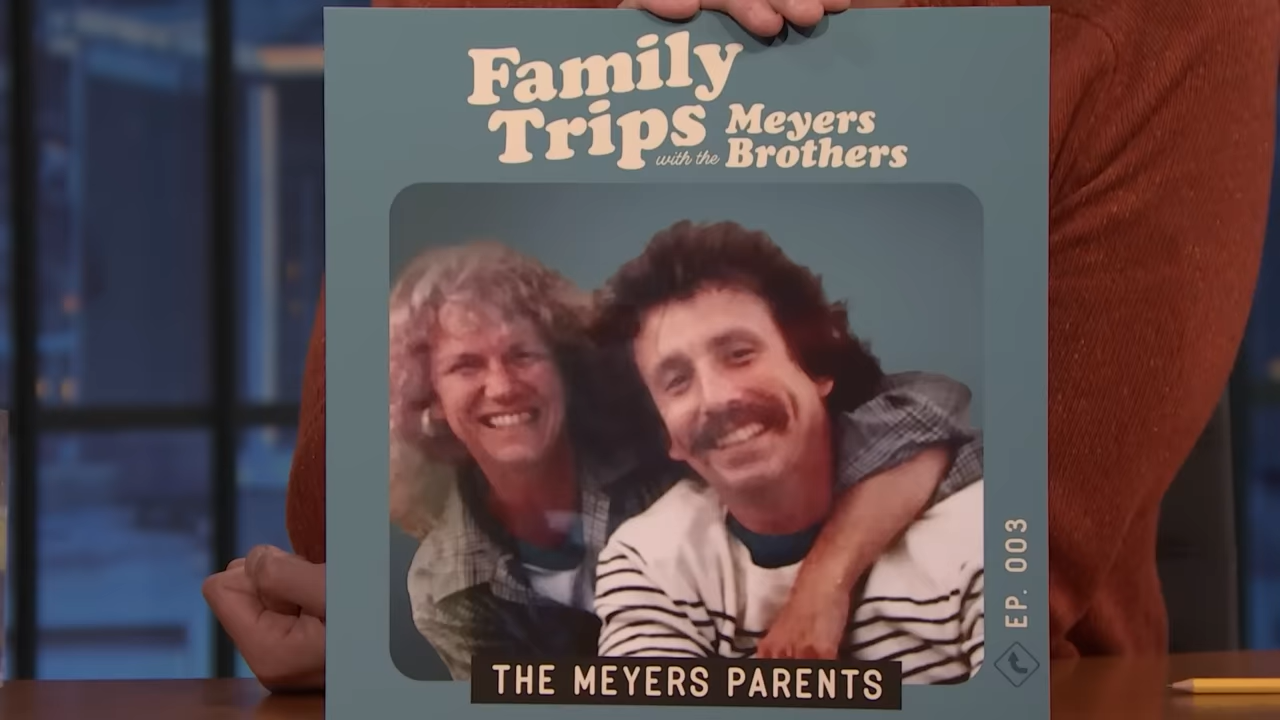 Family
Trips
with the
Meyers
Brothers
EP. 003
THE MEYERS PARENTS